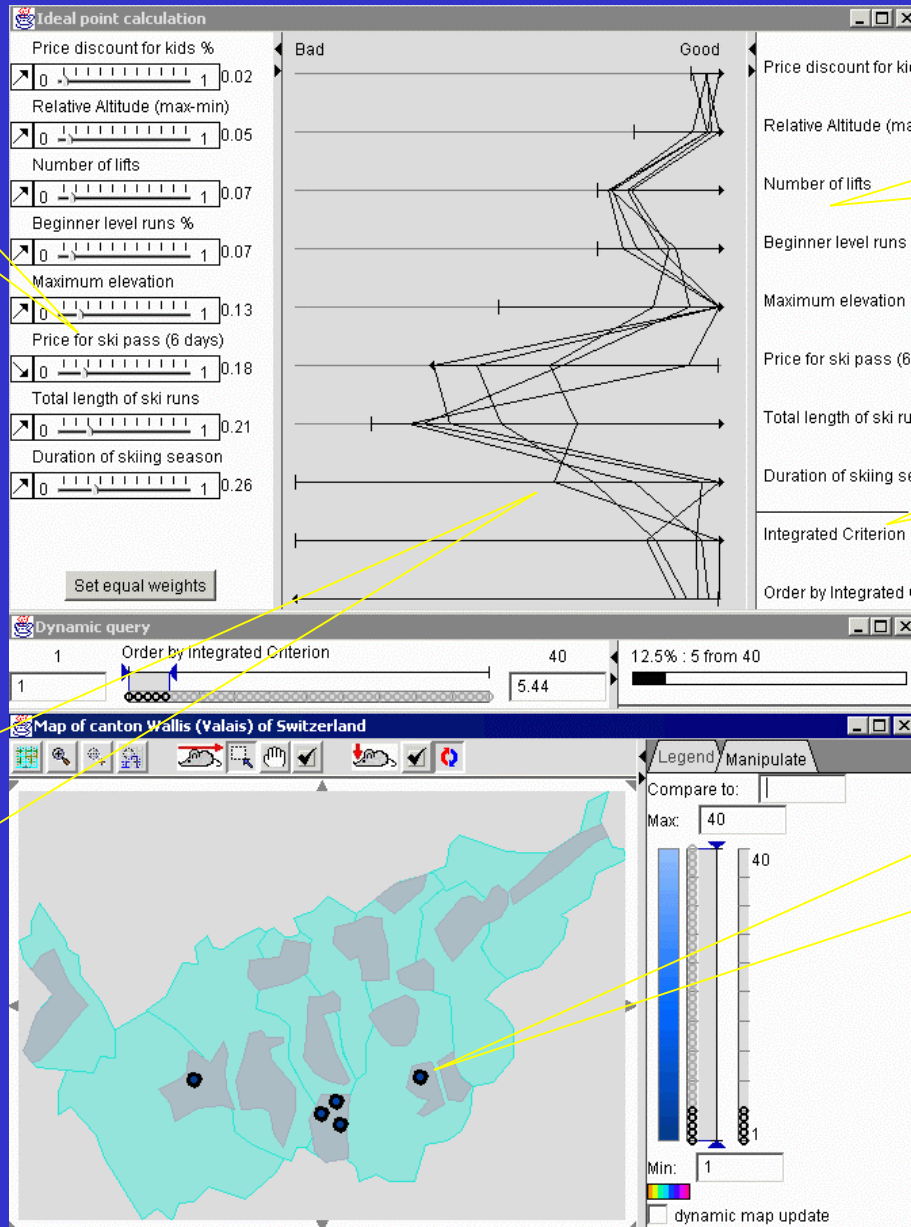 Ideal point calculation
Price discount for kids %
0 1 0.02
Relative Altitude (max-min)
0 1 0.05
Number of lifts
0 1 0.07
Beginner level runs %
0 1 0.07
Maximum elevation
0 1 0.13
Price for ski pass (6 days)
0 1 0.18
Total length of ski runs
0 1 0.21
Duration of skiing season
0 1 0.26
Set equal weights
Bad Good
Price discount for ki
Relative Altitude (ma
Number of lifts
Beginner level runs
Maximum elevation
Price for ski pass (6
Total length of ski ru
Duration of skiing se
Integrated Criterion
Order by Integrated
Dynamic query
1 Order by Integrated Criterion 40
1 5.44
12.5% : 5 from 40
Map of canton Wallis (Valais) of Switzerland
Legend Manipulate
Compare to:
Max: 40
40
1
Min: 1
dynamic map update